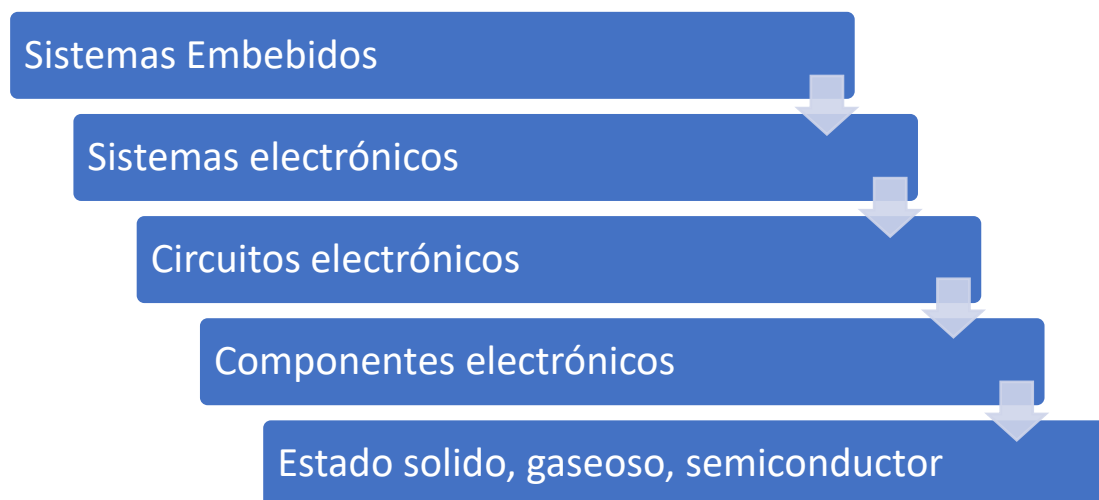 Sistemas Embebidos
Sistemas electrónicos
Circuitos electrónicos
Componentes electrónicos
Estado solido, gaseoso, semiconductor